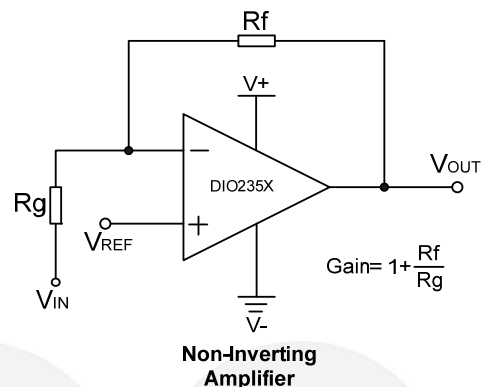 Rf
V+
DIO235X
VOUT
Rg
VREF
VIN
Gain= 1+Rf/Rg
V-
Non-Inverting
Amplifier